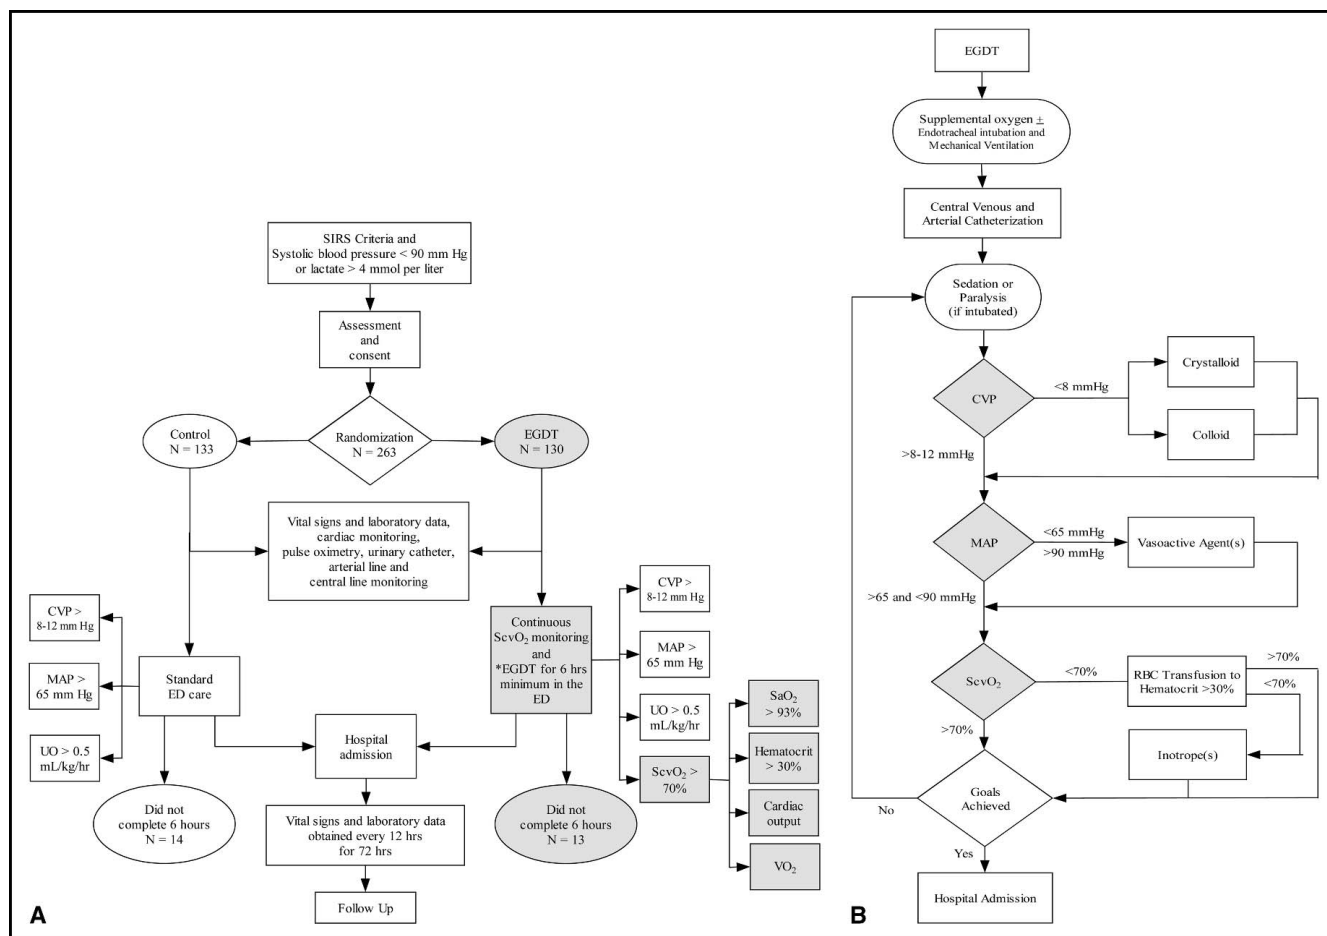 SIRS Criteria and
Systolic blood pressure < 90 mm Hg
or lactate > 4 mmol per liter
Assessment
and
consent
Randomization
N = 263
Control
N = 133
EGDT
N = 130
Vital signs and laboratory data,
cardiac monitoring,
pulse oximetry, urinary catheter,
arterial line and
central line monitoring
CVP >
8-12 mm Hg
MAP >
65 mm Hg
UO > 0.5
mL/kg/hr
Standard
ED care
Continuous
ScvO₂ monitoring
and
*EGDT for 6 hrs
minimum in the
ED
CVP >
8-12 mm Hg
MAP >
65 mm Hg
UO > 0.5
mL/kg/hr
ScvO₂ >
70%
SaO₂
> 93%
Hematocrit
> 30%
Cardiac
output
VO₂
Hospital
admission
Did not
complete 6 hours
N = 14
Did not
complete 6 hours
N = 13
Vital signs and laboratory data
obtained every 12 hrs
for 72 hrs
Follow Up
A
EGDT
Supplemental oxygen ±
Endotracheal intubation and
Mechanical Ventilation
Central Venous and
Arterial Catheterization
Sedation or
Paralysis
(if intubated)
CVP
<8 mmHg
Crystalloid
Colloid
>8-12 mmHg
MAP
<65 mmHg
>90 mmHg
Vasoactive Agent(s)
>65 and <90 mmHg
ScvO₂
<70%
RBC Transfusion to
Hematocrit >30%
>70%
<70%
>70%
Inotrope(s)
Goals
Achieved
No
Yes
Hospital Admission
B